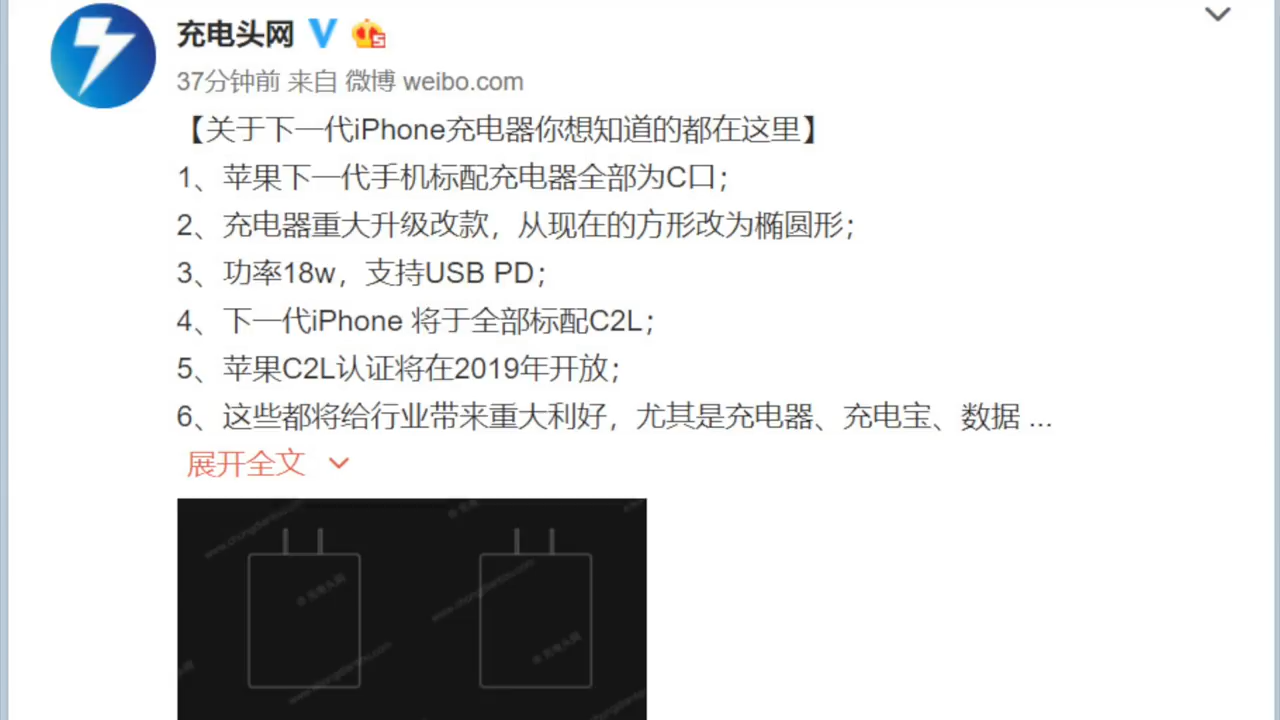 充电头网
37分钟前 来自 微博 weibo.com
【关于下一代iPhone充电器你想知道的都在这里】
1、苹果下一代手机标配充电器全部为C口；
2、充电器重大升级改款，从现在的方形改为椭圆形；
3、功率18w，支持USB PD；
4、下一代iPhone 将于全部标配C2L；
5、苹果C2L认证将在2019年开放；
6、这些都将给行业带来重大利好，尤其是充电器、充电宝、数据 ...
展开全文